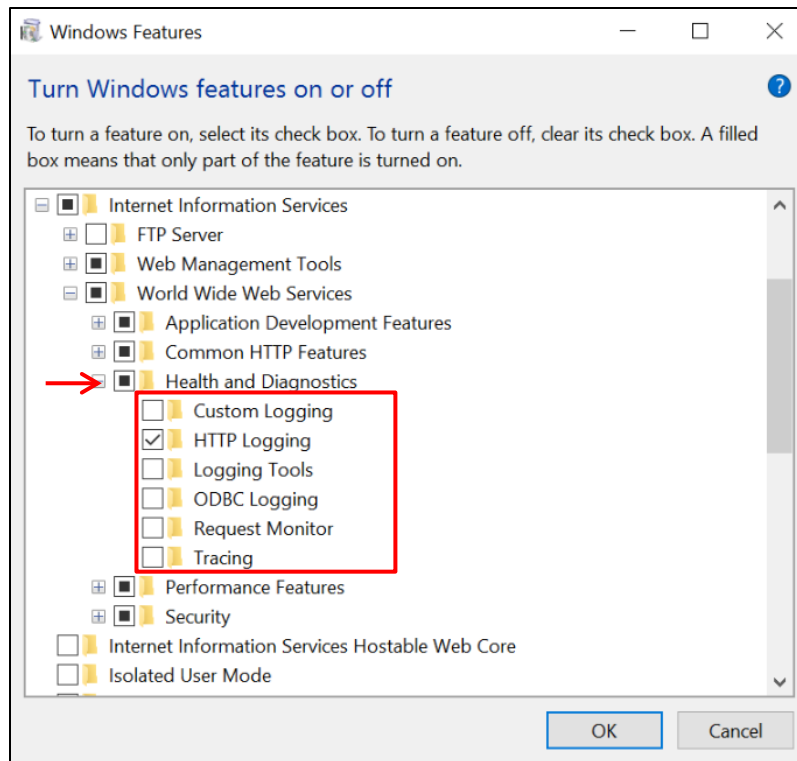 Windows Features
Turn Windows features on or off
?
To turn a feature on, select its check box. To turn a feature off, clear its check box. A filled
box means that only part of the feature is turned on.
Internet Information Services
FTP Server
Web Management Tools
World Wide Web Services
Application Development Features
Common HTTP Features
Health and Diagnostics
Custom Logging
HTTP Logging
Logging Tools
ODBC Logging
Request Monitor
Tracing
Performance Features
Security
Internet Information Services Hostable Web Core
Isolated User Mode
OK
Cancel